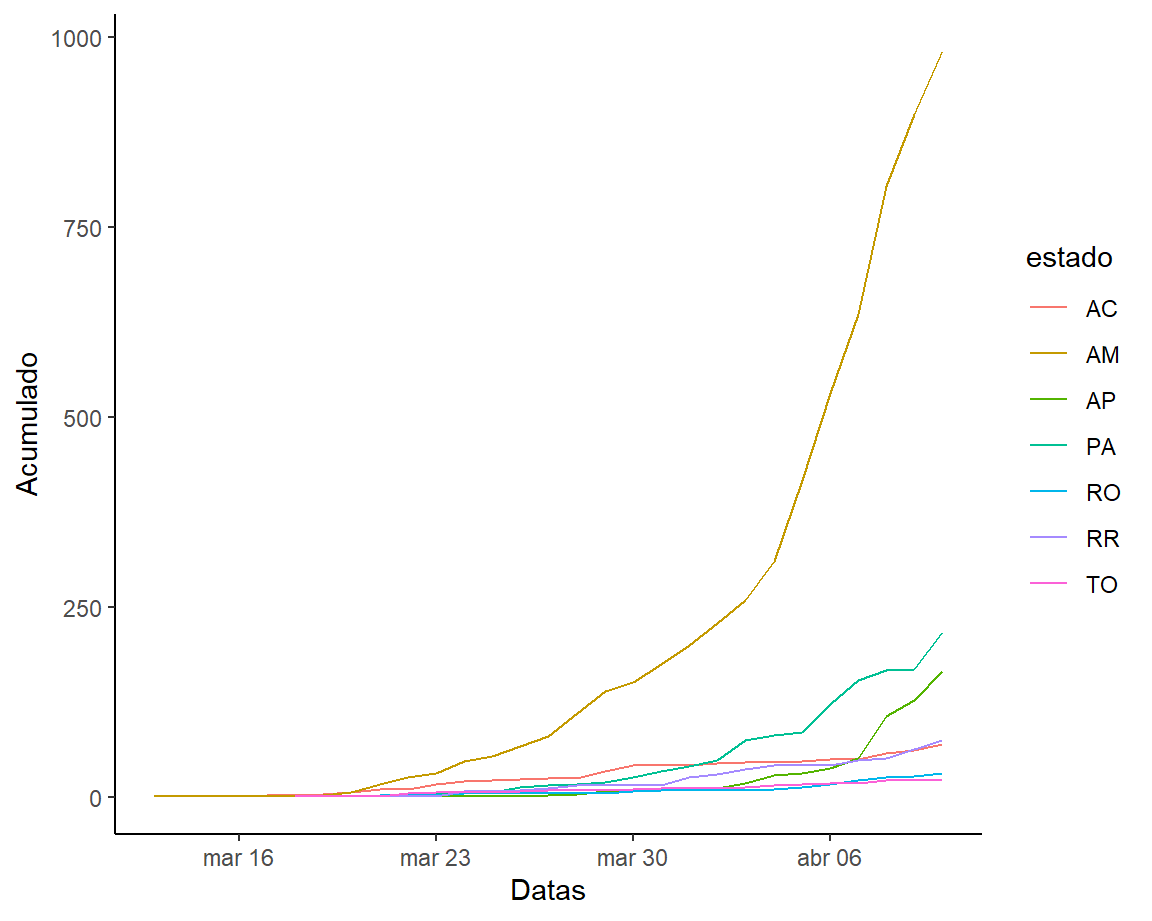 1000
750
500
250
0
Acumulado
mar 16
mar 23
mar 30
abr 06
Datas
estado
AC
AM
AP
PA
RO
RR
TO